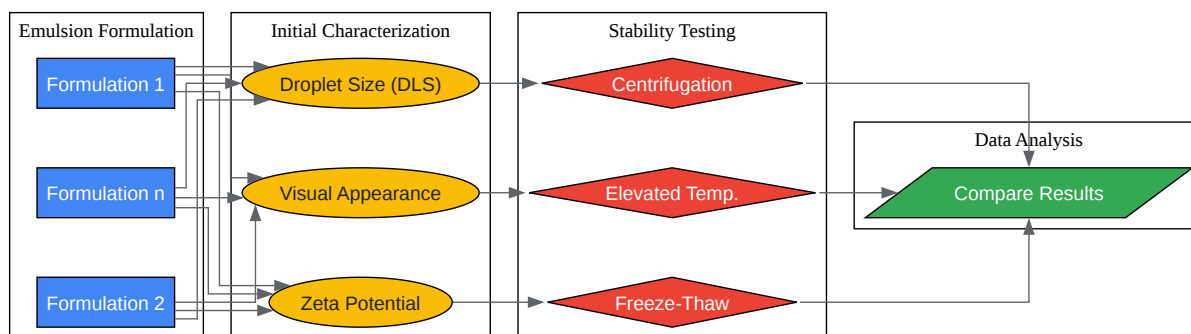 Emulsion Formulation
Initial Characterization
Stability Testing
Formulation 1
Droplet Size (DLS)
Centrifugation
Data Analysis
Formulation n
Visual Appearance
Elevated Temp.
Compare Results
Formulation 2
Zeta Potential
Freeze-Thaw